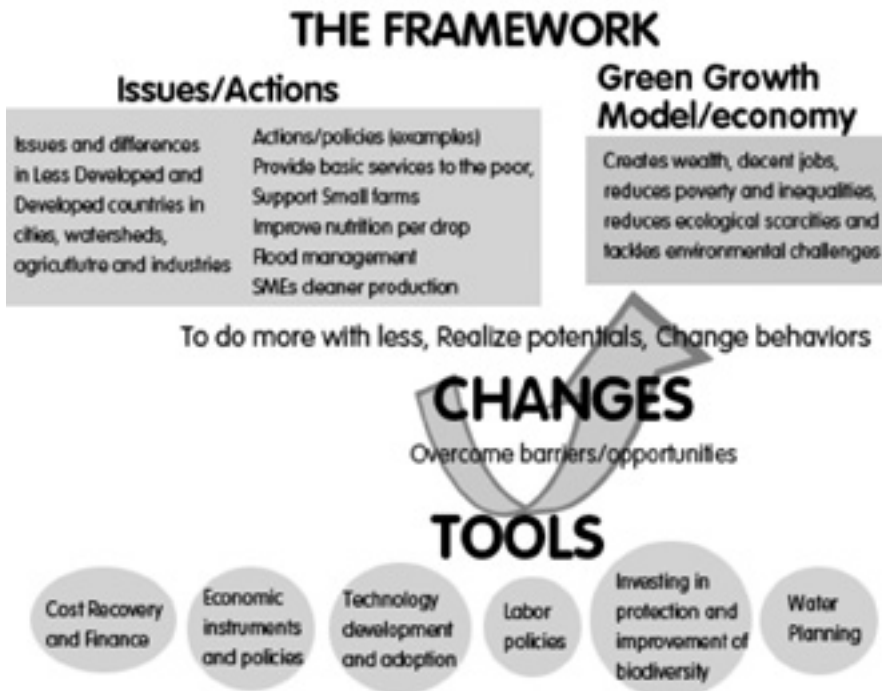 THE FRAMEWORK
Issues/Actions
Issues and differences
in Less Developed and
Developed countries in
cities, watersheds,
agricutlutre and industries
Actions/policies (examples)
Provide basic services to the poor,
Support Small farms
Improve nutrition per drop
Flood management
SMEs cleaner production
Green Growth
Model/economy
Creates wealth, decent jobs,
reduces poverty and inequalities,
reduces ecological scarcities and
tackles environmental challenges
To do more with less, Realize potentials, Change behaviors
CHANGES
Overcome barriers/opportunities
TOOLS
Cost Recovery
and Finance
Economic
instruments
and policies
Technology
development
and adoption
Labor
policies
Investing in
protection and
improvement of
biodiversity
Water
Planning